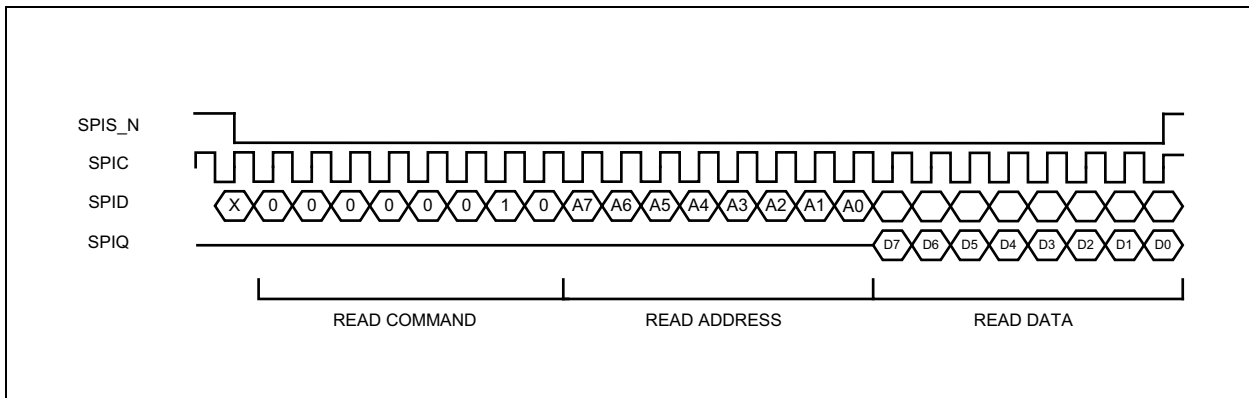 SPIS_N
SPIC
SPID X 0 0 0 0 0 0 1 0 A7 A6 A5 A4 A3 A2 A1 A0
SPIQ D7 D6 D5 D4 D3 D2 D1 D0
READ COMMAND READ ADDRESS READ DATA